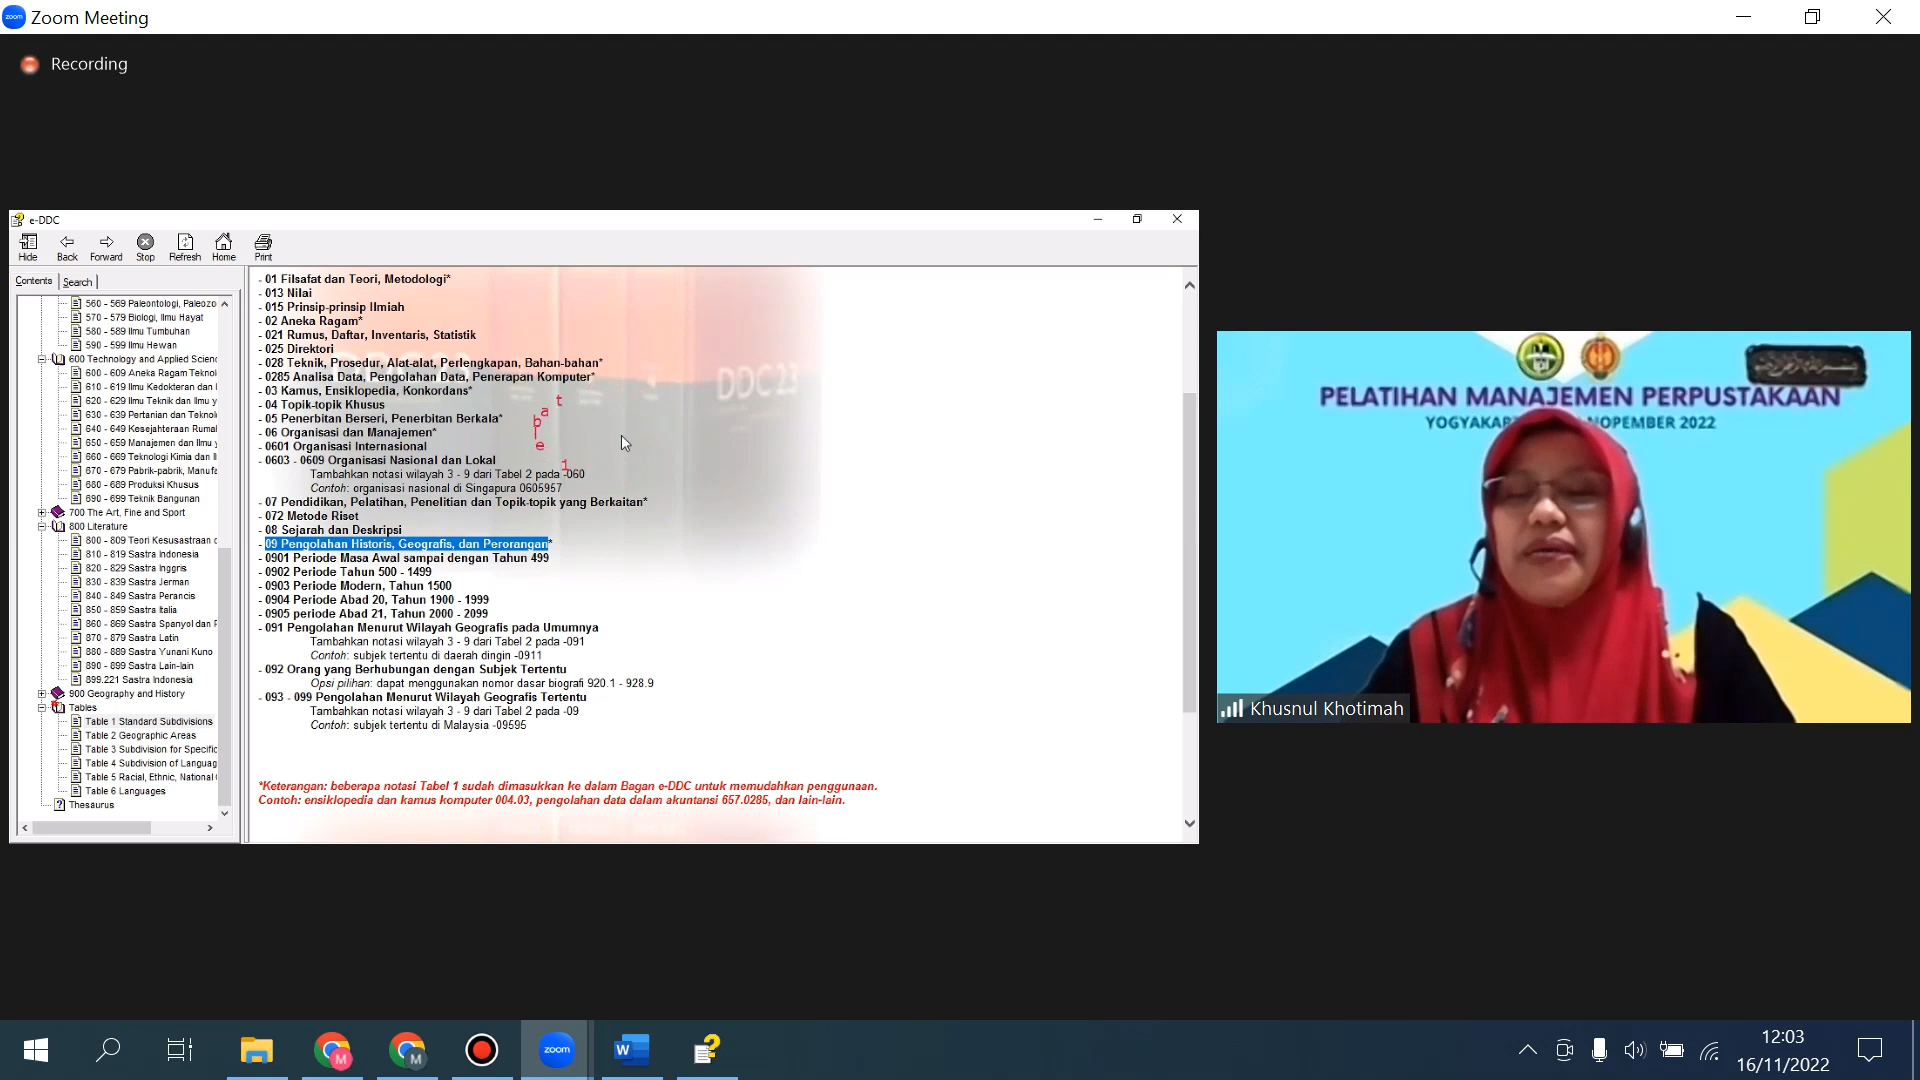 Zoom Meeting
Recording
e-DDC
Hide Back Forward Stop Refresh Home Print
Contents Search
560 - 569 Paleontologi, Paleozo
570 - 579 Biologi, Ilmu Hayat
580 - 589 Ilmu Tumbuhan
590 - 599 Ilmu Hewan
600 Technology and Applied Scienc
600 - 609 Aneka Ragam Teknol
610 - 619 Ilmu Kedokteran dan I
620 - 629 Ilmu Teknik dan Ilmu y
630 - 639 Pertanian dan Teknol
640 - 649 Kesejahteraan Rumal
650 - 659 Manajemen dan Ilmu y
660 - 669 Teknologi Kimia dan Il
670 - 679 Pabrik-pabrik, Manufa
680 - 689 Produksi Khusus
690 - 699 Teknik Bangunan
700 The Art, Fine and Sport
800 Literature
800 - 809 Teori Kesusastraan d
810 - 819 Sastra Indonesia
820 - 829 Sastra Inggris
830 - 839 Sastra Jerman
840 - 849 Sastra Perancis
850 - 859 Sastra Italia
860 - 869 Sastra Spanyol dan P
870 - 879 Sastra Latin
880 - 889 Sastra Yunani Kuno
890 - 899 Sastra Lain-lain
899.221 Sastra Indonesia
900 Geography and History
Tables
Table 1 Standard Subdivisions
Table 2 Geographic Areas
Table 3 Subdivision for Specific
Table 4 Subdivision of Languag
Table 5 Racial, Ethnic, National
Table 6 Languages
Thesaurus
- 01 Filsafat dan Teori, Metodologi*
- 013 Nilai
- 015 Prinsip-prinsip Ilmiah
- 02 Aneka Ragam*
- 021 Rumus, Daftar, Inventaris, Statistik
- 025 Direktori
- 028 Teknik, Prosedur, Alat-alat, Perlengkapan, Bahan-bahan*
- 0285 Analisa Data, Pengolahan Data, Penerapan Komputer*
- 03 Kamus, Ensiklopedia, Konkordans*
- 04 Topik-topik Khusus
- 05 Penerbitan Berseri, Penerbitan Berkala*
- 06 Organisasi dan Manajemen*
- 0601 Organisasi Internasional
- 0603 - 0609 Organisasi Nasional dan Lokal
Tambahkan notasi wilayah 3 - 9 dari Tabel 2 pada -060
Contoh: organisasi nasional di Singapura 0605957
- 07 Pendidikan, Pelatihan, Penelitian dan Topik-topik yang Berkaitan*
- 072 Metode Riset
- 08 Sejarah dan Deskripsi
- 09 Pengolahan Historis, Geografis, dan Perorangan*
- 0901 Periode Masa Awal sampai dengan Tahun 499
- 0902 Periode Tahun 500 - 1499
- 0903 Periode Modern, Tahun 1500
- 0904 Periode Abad 20, Tahun 1900 - 1999
- 0905 periode Abad 21, Tahun 2000 - 2099
- 091 Pengolahan Menurut Wilayah Geografis pada Umumnya
Tambahkan notasi wilayah 3 - 9 dari Tabel 2 pada -091
Contoh: subjek tertentu di daerah dingin -0911
- 092 Orang yang Berhubungan dengan Subjek Tertentu
Opsi pilihan: dapat menggunakan nomor dasar biografi 920.1 - 928.9
- 093 - 099 Pengolahan Menurut Wilayah Geografis Tertentu
Tambahkan notasi wilayah 3 - 9 dari Tabel 2 pada -09
Contoh: subjek tertentu di Malaysia -09595
*Keterangan: beberapa notasi Tabel 1 sudah dimasukkan ke dalam Bagan e-DDC untuk memudahkan penggunaan.
Contoh: ensiklopedia dan kamus komputer 004.03, pengolahan data dalam akuntansi 657.0285, dan lain-lain.
DDC23
t
a
b
l
e
1
PELATIHAN MANAJEMEN PERPUSTAKAAN
NOPEMBER 2022
Khusnul Khotimah
zoom
12:03
16/11/2022